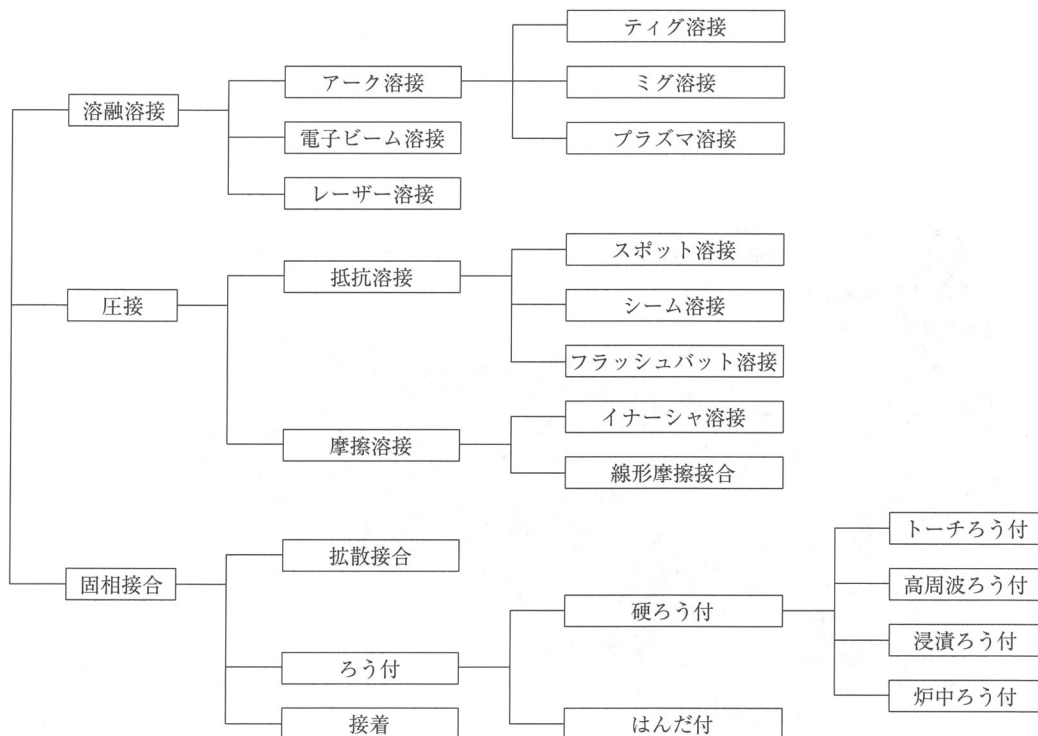 溶融溶接
アーク溶接
ティグ溶接
ミグ溶接
プラズマ溶接
電子ビーム溶接
レーザー溶接
圧接
抵抗溶接
スポット溶接
シーム溶接
フラッシュバット溶接
摩擦溶接
イナーシャ溶接
線形摩擦接合
固相接合
拡散接合
ろう付
硬ろう付
トーチろう付
高周波ろう付
浸漬ろう付
炉中ろう付
はんだ付
接着